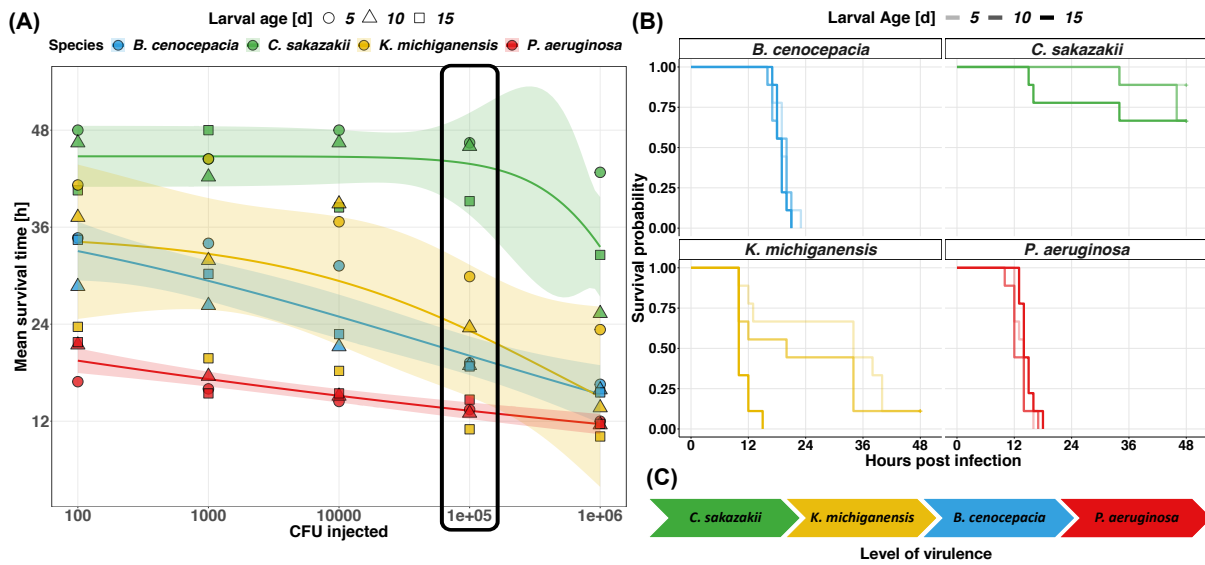 (A)
Larval age [d] 5 10 15
Species B. cenocepacia C. sakazakii K. michiganensis P. aeruginosa
Mean survival time [h]
48
36
24
12
100 1000 10000 1e+05 1e+06
CFU injected
(B)
Larval Age [d] 5 10 15
B. cenocepacia C. sakazakii
1.00
0.75
0.50
0.25
0.00
Survival probability
K. michiganensis P. aeruginosa
1.00
0.75
0.50
0.25
0.00
0 12 24 36 48 0 12 24 36 48
Hours post infection
(C)
C. sakazakii K. michiganensis B. cenocepacia P. aeruginosa
Level of virulence